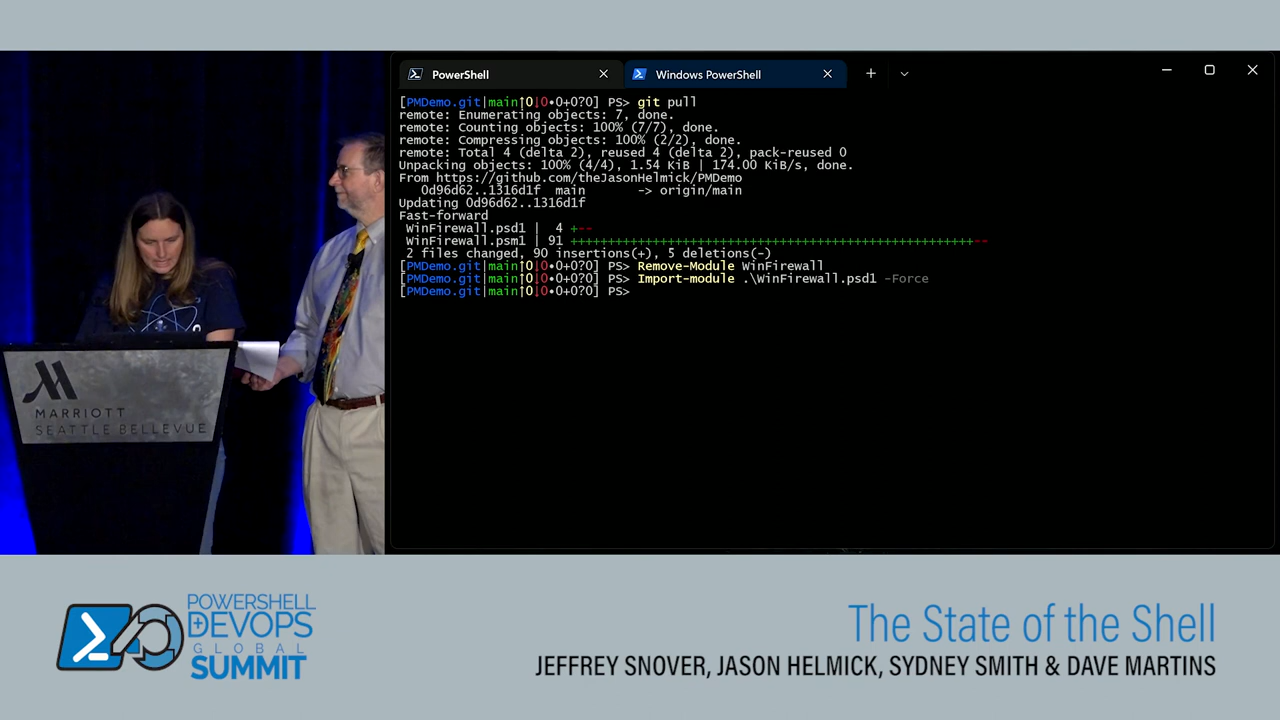 PowerShell
Windows PowerShell
[PMDemo.git|main↑0↓0•0+0?0] PS> git pull
remote: Enumerating objects: 7, done.
remote: Counting objects: 100% (7/7), done.
remote: Compressing objects: 100% (2/2), done.
remote: Total 4 (delta 2), reused 4 (delta 2), pack-reused 0
Unpacking objects: 100% (4/4), 1.54 KiB | 174.00 KiB/s, done.
From https://github.com/theJasonHelmick/PMDemo
0d96d62..1316d1f main -> origin/main
Updating 0d96d62..1316d1f
Fast-forward
WinFirewall.psd1 | 4 +--
WinFirewall.psm1 | 91 ++++++++++++++++++++++++++++++++++++++++++++++++++++++--
2 files changed, 90 insertions(+), 5 deletions(-)
[PMDemo.git|main↑0↓0•0+0?0] PS> Remove-Module WinFirewall
[PMDemo.git|main↑0↓0•0+0?0] PS> Import-module .\WinFirewall.psd1 -Force
[PMDemo.git|main↑0↓0•0+0?0] PS>
MARRIOTT
SEATTLE BELLEVUE
POWERSHELL
+DEVOPS
GLOBAL
SUMMIT
The State of the Shell
JEFFREY SNOVER, JASON HELMICK, SYDNEY SMITH & DAVE MARTINS